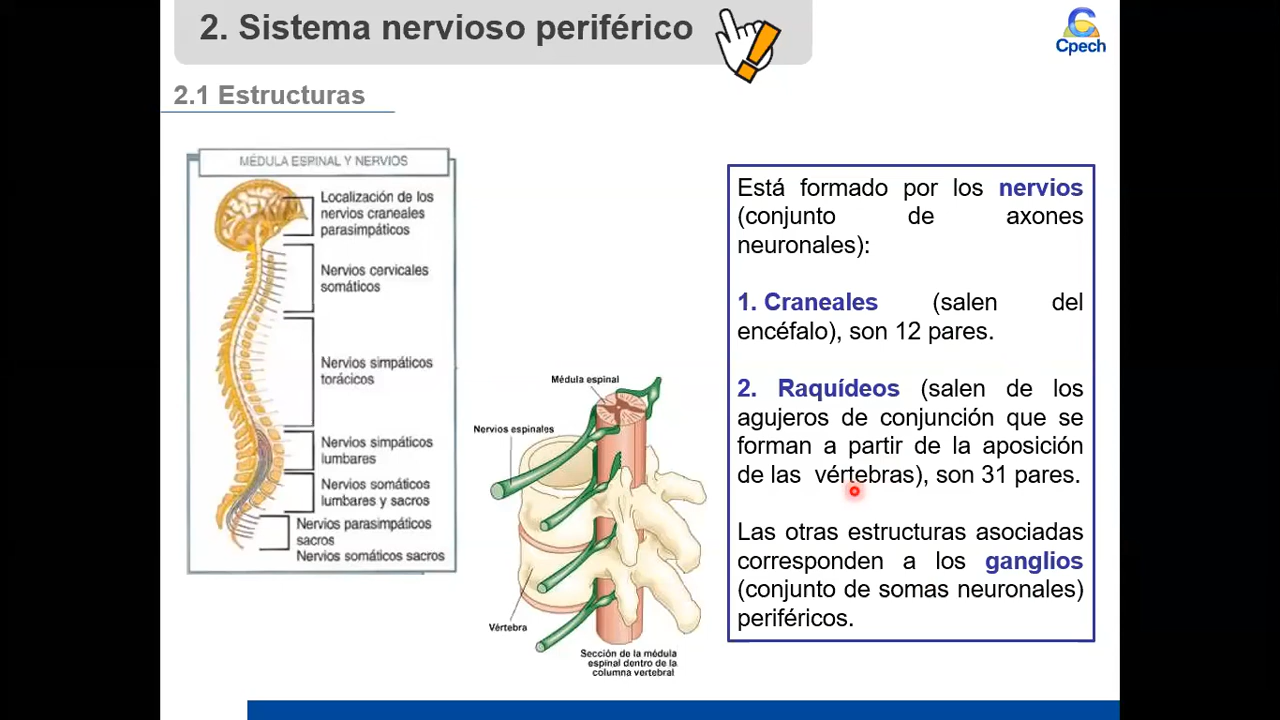 2. Sistema nervioso periférico
Cpech
2.1 Estructuras
MÉDULA ESPINAL Y NERVIOS
Localización de los
nervios craneales
parasimpáticos
Nervios cervicales
somáticos
Nervios simpáticos
torácicos
Nervios simpáticos
lumbares
Nervios somáticos
lumbares y sacros
Nervios parasimpáticos
sacros
Nervios somáticos sacros
Médula espinal
Nervios espinales
Vértebra
Sección de la médula
espinal dentro de la
columna vertebral
Está formado por los nervios
(conjunto de axones
neuronales):
1. Craneales (salen del
encéfalo), son 12 pares.
2. Raquídeos (salen de los
agujeros de conjunción que se
forman a partir de la aposición
de las vértebras), son 31 pares.
Las otras estructuras asociadas
corresponden a los ganglios
(conjunto de somas neuronales)
periféricos.